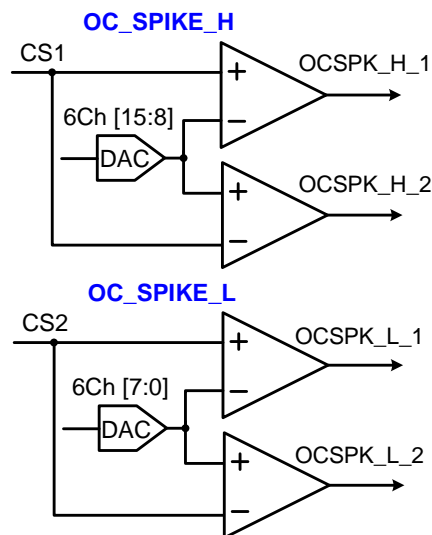 OC_SPIKE_H
CS1
OCSPK_H_1
+
6Ch [15:8]
−
DAC
OCSPK_H_2
+
−
OC_SPIKE_L
CS2
OCSPK_L_1
+
6Ch [7:0]
−
DAC
OCSPK_L_2
+
−